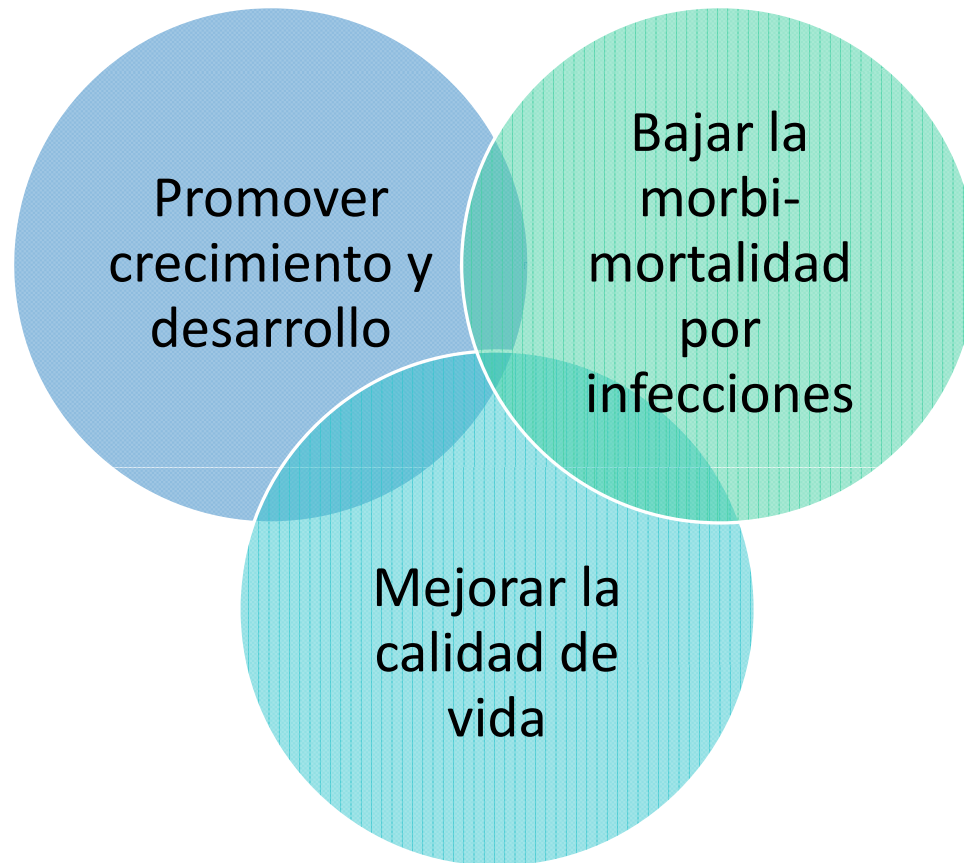 Promover
crecimiento y
desarrollo
Bajar la
morbi-
mortalidad
por
infecciones
Mejorar la
calidad de
vida